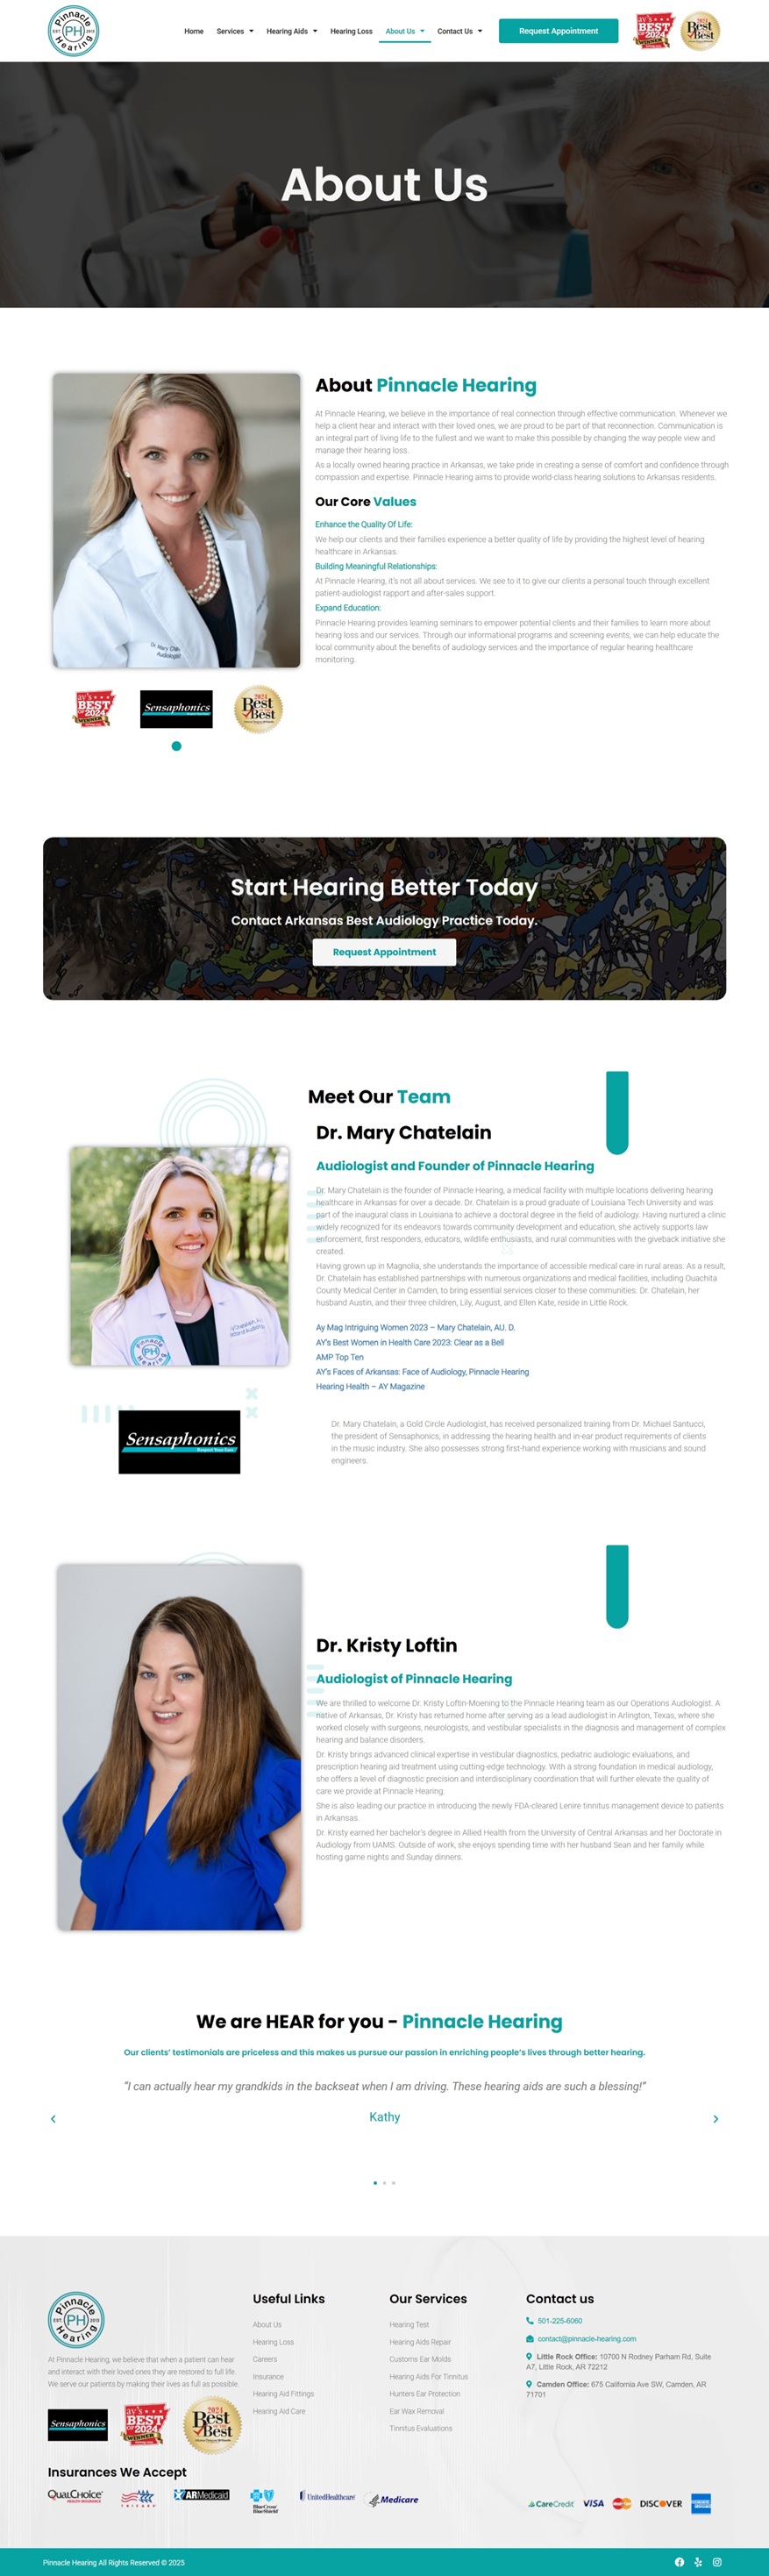 Pinnacle Hearing
EST. PH 2013
Home Services Hearing Aids Hearing Loss About Us Contact Us Request Appointment
AY's BEST OF 2024 WINNER
2024 Best of the Best
About Us
About Pinnacle Hearing
At Pinnacle Hearing, we believe in the importance of real connection through effective communication. Whenever we
help a client hear and interact with their loved ones, we are proud to be part of that reconnection. Communication is
an integral part of living life to the fullest and we want to make this possible by changing the way people view and
manage their hearing loss.
As a locally owned hearing practice in Arkansas, we take pride in creating a sense of comfort and confidence through
compassion and expertise. Pinnacle Hearing aims to provide world-class hearing solutions to Arkansas residents.
Our Core Values
Enhance the Quality Of Life:
We help our clients and their families experience a better quality of life by providing the highest level of hearing
healthcare in Arkansas.
Building Meaningful Relationships:
At Pinnacle Hearing, it's not all about services. We see to it to give our clients a personal touch through excellent
patient-audiologist rapport and after-sales support.
Expand Education:
Pinnacle Hearing provides learning seminars to empower potential clients and their families to learn more about
hearing loss and our services. Through our informational programs and screening events, we can help educate the
local community about the benefits of audiology services and the importance of regular hearing healthcare
monitoring.
Dr. Mary
Audiologist
AY's BEST OF 2024 WINNER
Sensaphonics
2024 Best of the Best
Start Hearing Better Today
Contact Arkansas Best Audiology Practice Today.
Request Appointment
Meet Our Team
Dr. Mary Chatelain
Audiologist and Founder of Pinnacle Hearing
Dr. Mary Chatelain is the founder of Pinnacle Hearing, a medical facility with multiple locations delivering hearing
healthcare in Arkansas for over a decade. Dr. Chatelain is a proud graduate of Louisiana Tech University and was
part of the inaugural class in Louisiana to achieve a doctoral degree in the field of audiology. Having nurtured a clinic
widely recognized for its endeavors towards community development and education, she actively supports law
enforcement, first responders, educators, wildlife enthusiasts, and rural communities with the giveback initiative she
created.
Having grown up in Magnolia, she understands the importance of accessible medical care in rural areas. As a result,
Dr. Chatelain has established partnerships with numerous organizations and medical facilities, including Ouachita
County Medical Center in Camden, to bring essential services closer to these communities. Dr. Chatelain, her
husband Austin, and their three children, Lily, August, and Ellen Kate, reside in Little Rock.
Ay Mag Intriguing Women 2023 – Mary Chatelain, AU. D.
AY's Best Women in Health Care 2023: Clear as a Bell
AMP Top Ten
AY's Faces of Arkansas: Face of Audiology, Pinnacle Hearing
Hearing Health – AY Magazine
Pinnacle PH Hearing
Sensaphonics
Respect Your Ears
Dr. Mary Chatelain, a Gold Circle Audiologist, has received personalized training from Dr. Michael Santucci,
the president of Sensaphonics, in addressing the hearing health and in-ear product requirements of clients
in the music industry. She also possesses strong first-hand experience working with musicians and sound
engineers.
Dr. Kristy Loftin
Audiologist of Pinnacle Hearing
We are thrilled to welcome Dr. Kristy Loftin-Moening to the Pinnacle Hearing team as our Operations Audiologist. A
native of Arkansas, Dr. Kristy has returned home after serving as a lead audiologist in Arlington, Texas, where she
worked closely with surgeons, neurologists, and vestibular specialists in the diagnosis and management of complex
hearing and balance disorders.
Dr. Kristy brings advanced clinical expertise in vestibular diagnostics, pediatric audiologic evaluations, and
prescription hearing aid treatment using cutting-edge technology. With a strong foundation in medical audiology,
she offers a level of diagnostic precision and interdisciplinary coordination that will further elevate the quality of
care we provide at Pinnacle Hearing.
She is also leading our practice in introducing the newly FDA-cleared Lenire tinnitus management device to patients
in Arkansas.
Dr. Kristy earned her bachelor's degree in Allied Health from the University of Central Arkansas and her Doctorate in
Audiology from UAMS. Outside of work, she enjoys spending time with her husband Sean and her family while
hosting game nights and Sunday dinners.
We are HEAR for you – Pinnacle Hearing
Our clients' testimonials are priceless and this makes us pursue our passion in enriching people's lives through better hearing.
"I can actually hear my grandkids in the backseat when I am driving. These hearing aids are such a blessing!"
Kathy
Pinnacle Hearing
EST. PH 2013
At Pinnacle Hearing, we believe that when a patient can hear
and interact with their loved ones they are restored to full life.
We serve our patients by making their lives as full as possible.
Sensaphonics
AY's BEST OF 2024 WINNER
2024 Best of the Best
Useful Links
About Us
Hearing Loss
Careers
Insurance
Hearing Aid Fittings
Hearing Aid Care
Our Services
Hearing Test
Hearing Aids Repair
Customs Ear Molds
Hearing Aids For Tinnitus
Hunters Ear Protection
Ear Wax Removal
Tinnitus Evaluations
Contact us
501-225-6060
contact@pinnacle-hearing.com
Little Rock Office: 10700 N Rodney Parham Rd, Suite
A7, Little Rock, AR 72212
Camden Office: 675 California Ave SW, Camden, AR
71701
Insurances We Accept
QualChoice
HEALTH INSURANCE
TRICARE
ARMedicaid
BlueCross
BlueShield
UnitedHealthcare
Medicare
CareCredit VISA MasterCard DISCOVER AMERICAN EXPRESS
Pinnacle Hearing All Rights Reserved © 2025